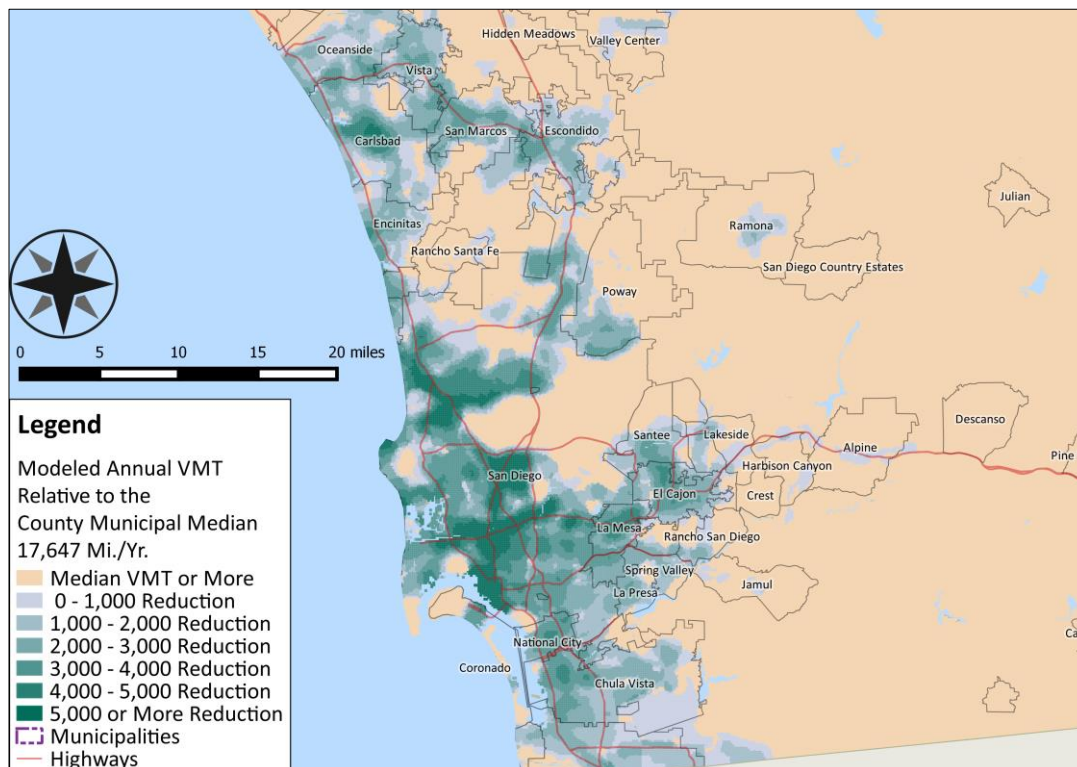 Hidden Meadows
Valley Center
Oceanside
Vista
San Marcos
Escondido
Carlsbad
Julian
Encinitas
Ramona
Rancho Santa Fe
San Diego Country Estates
Poway
0 5 10 15 20 miles
Descanso
Santee
Lakeside
Alpine
Pine
Harbison Canyon
San Diego
El Cajon
Crest
La Mesa
Rancho San Diego
Spring Valley
Jamul
La Presa
Ca
National City
Coronado
Chula Vista
Legend
Modeled Annual VMT
Relative to the
County Municipal Median
17,647 Mi./Yr.
Median VMT or More
0 - 1,000 Reduction
1,000 - 2,000 Reduction
2,000 - 3,000 Reduction
3,000 - 4,000 Reduction
4,000 - 5,000 Reduction
5,000 or More Reduction
Municipalities
Highways